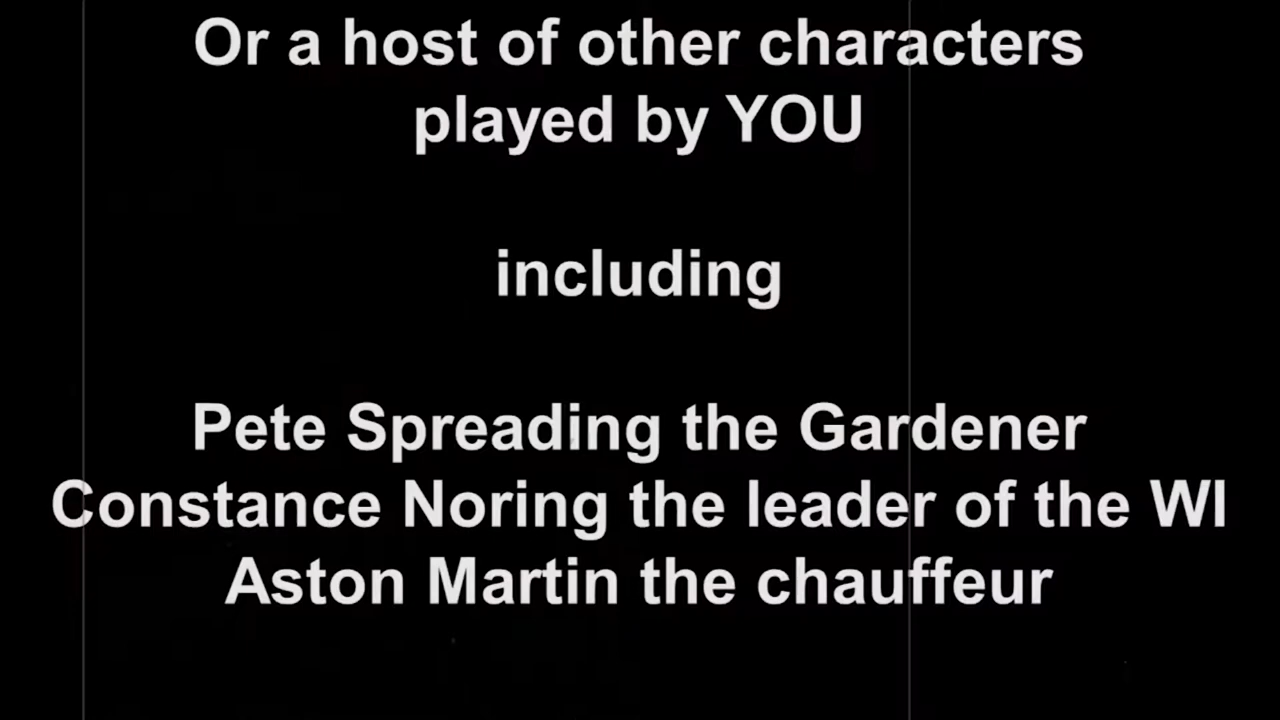 Or a host of other characters
played by YOU
including
Pete Spreading the Gardener
Constance Noring the leader of the WI
Aston Martin the chauffeur